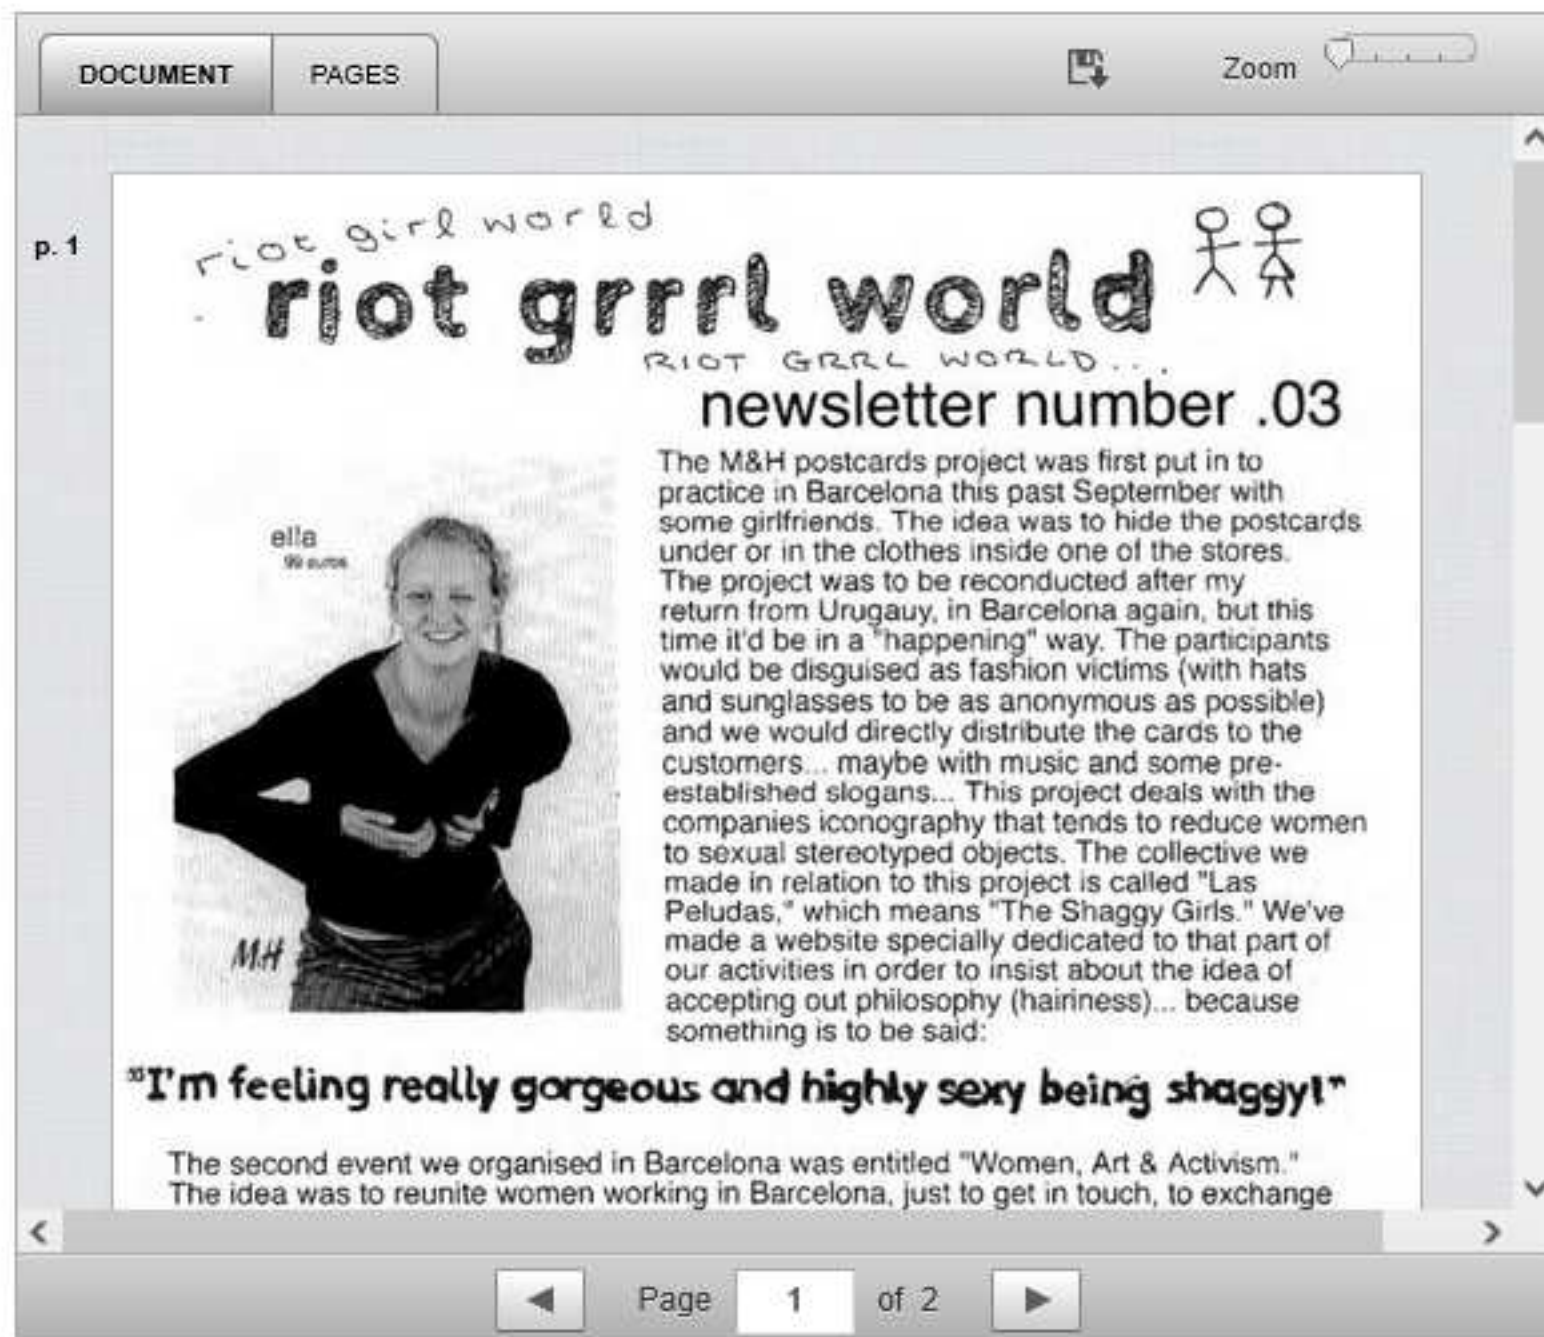 DOCUMENT
PAGES
Zoom
p. 1
riot girl world
riot grrrl world
RIOT GRRL WORLD...
newsletter number .03
ella
99 euros
MH
The M&H postcards project was first put in to
practice in Barcelona this past September with
some girlfriends. The idea was to hide the postcards
under or in the clothes inside one of the stores.
The project was to be reconducted after my
return from Urugauy, in Barcelona again, but this
time it'd be in a "happening" way. The participants
would be disguised as fashion victims (with hats
and sunglasses to be as anonymous as possible)
and we would directly distribute the cards to the
customers... maybe with music and some pre-
established slogans... This project deals with the
companies iconography that tends to reduce women
to sexual stereotyped objects. The collective we
made in relation to this project is called "Las
Peludas," which means "The Shaggy Girls." We've
made a website specially dedicated to that part of
our activities in order to insist about the idea of
accepting out philosophy (hairiness)... because
something is to be said:
"I'm feeling really gorgeous and highly sexy being shaggy!"
The second event we organised in Barcelona was entitled "Women, Art & Activism."
The idea was to reunite women working in Barcelona, just to get in touch, to exchange
Page 1 of 2